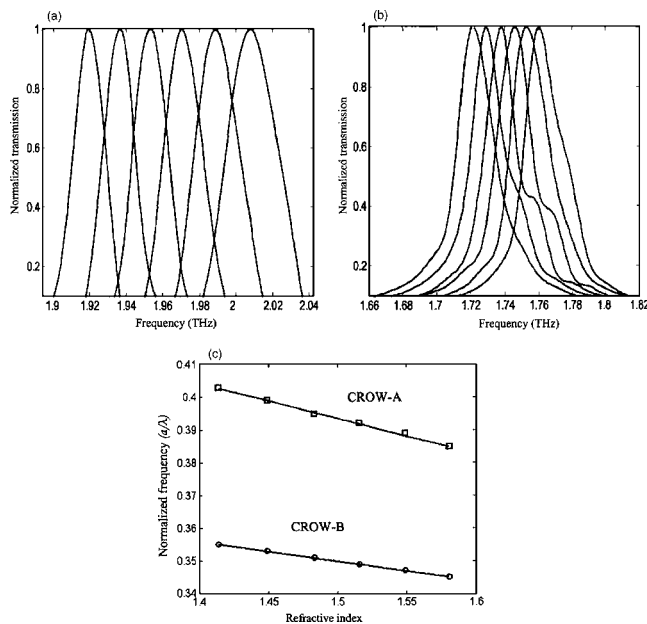 (a)
1
0.8
0.6
0.4
0.2
Normalized transmission
1.9 1.92 1.94 1.96 1.98 2 2.02 2.04
Frequency (THz)
(b)
1
0.8
0.6
0.4
0.2
Normalized transmission
1.66 1.68 1.7 1.72 1.74 1.76 1.78 1.8 1.82
Frequency (THz)
(c)
0.41
0.4
0.39
0.38
0.37
0.36
0.35
0.34
Normalized frequency (a/λ)
CROW-A
CROW-B
1.4 1.45 1.5 1.55 1.6
Refractive index